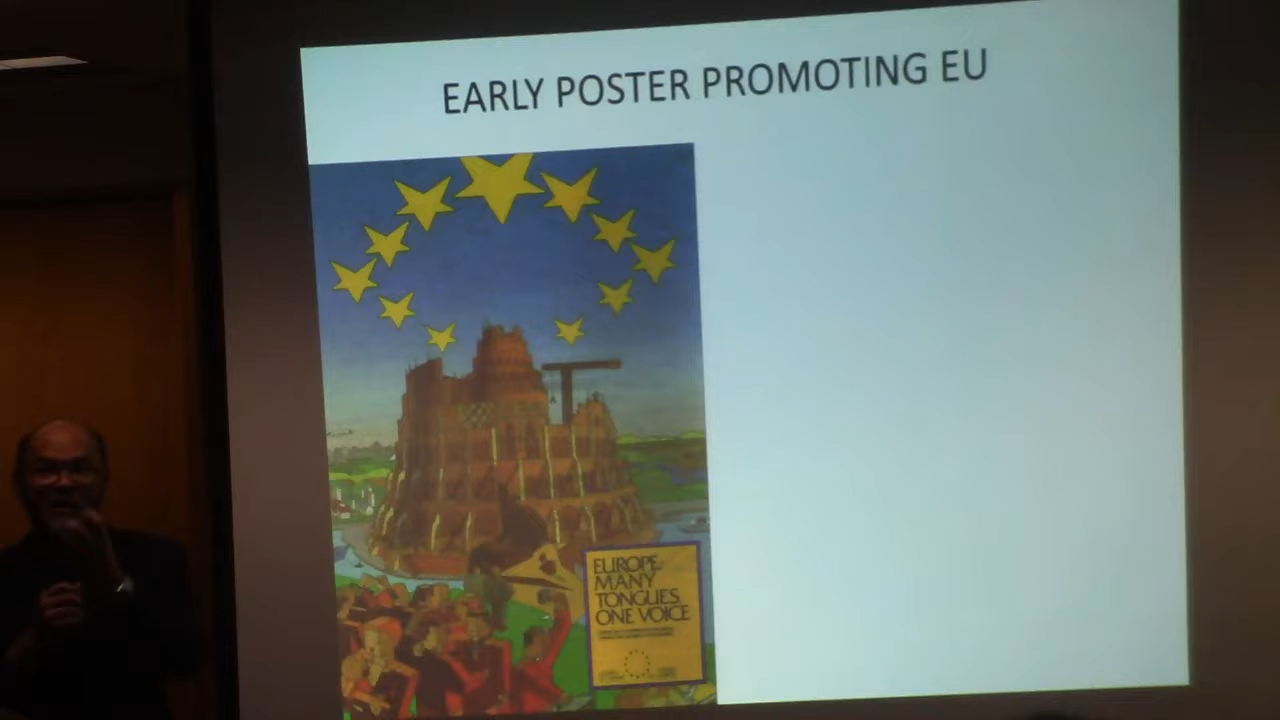 EARLY POSTER PROMOTING EU
EUROPE:
MANY
TONGUES
ONE VOICE